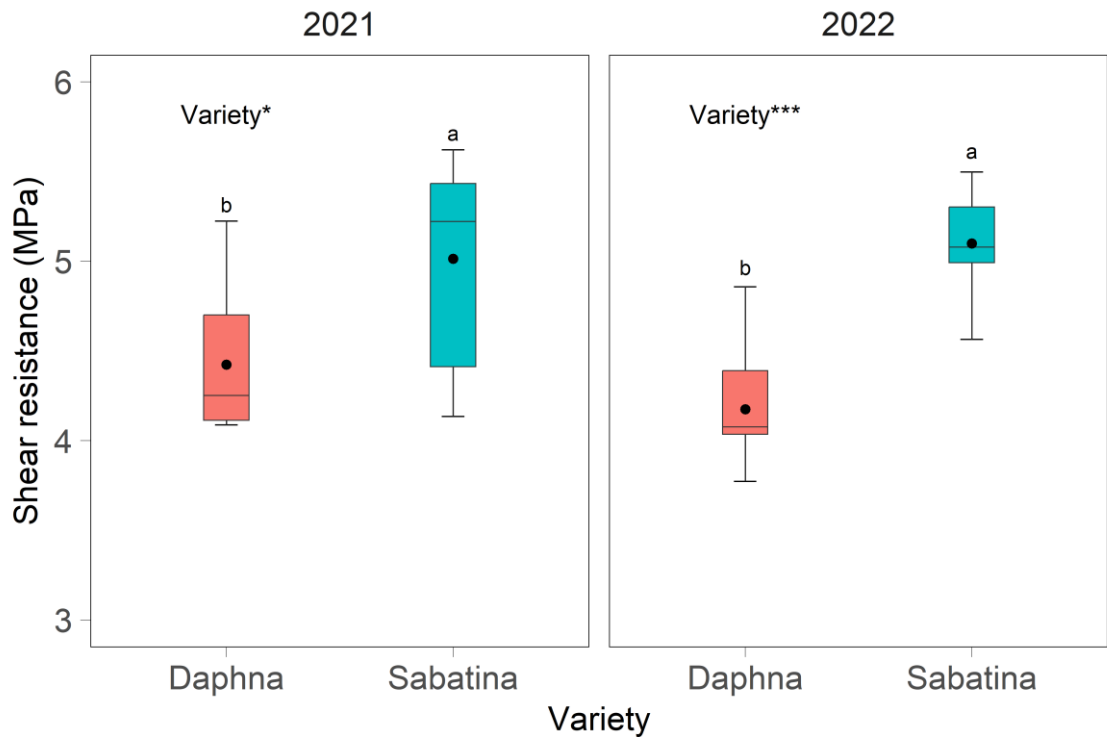 2021
2022
6
5
4
3
Shear resistance (MPa)
Variety*
b
a
Variety***
b
a
Daphna
Sabatina
Daphna
Sabatina
Variety